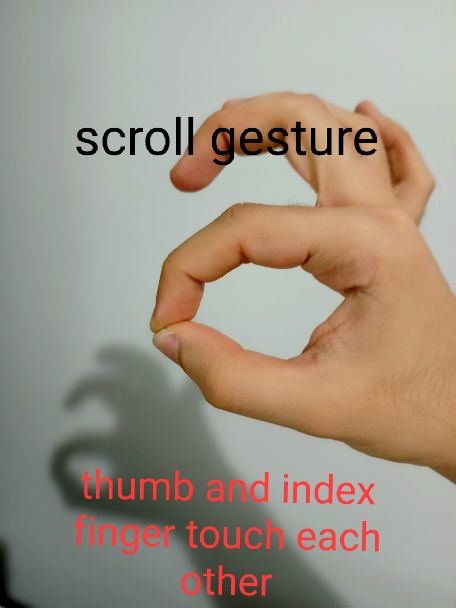 scroll gesture
thumb and index
finger touch each
other